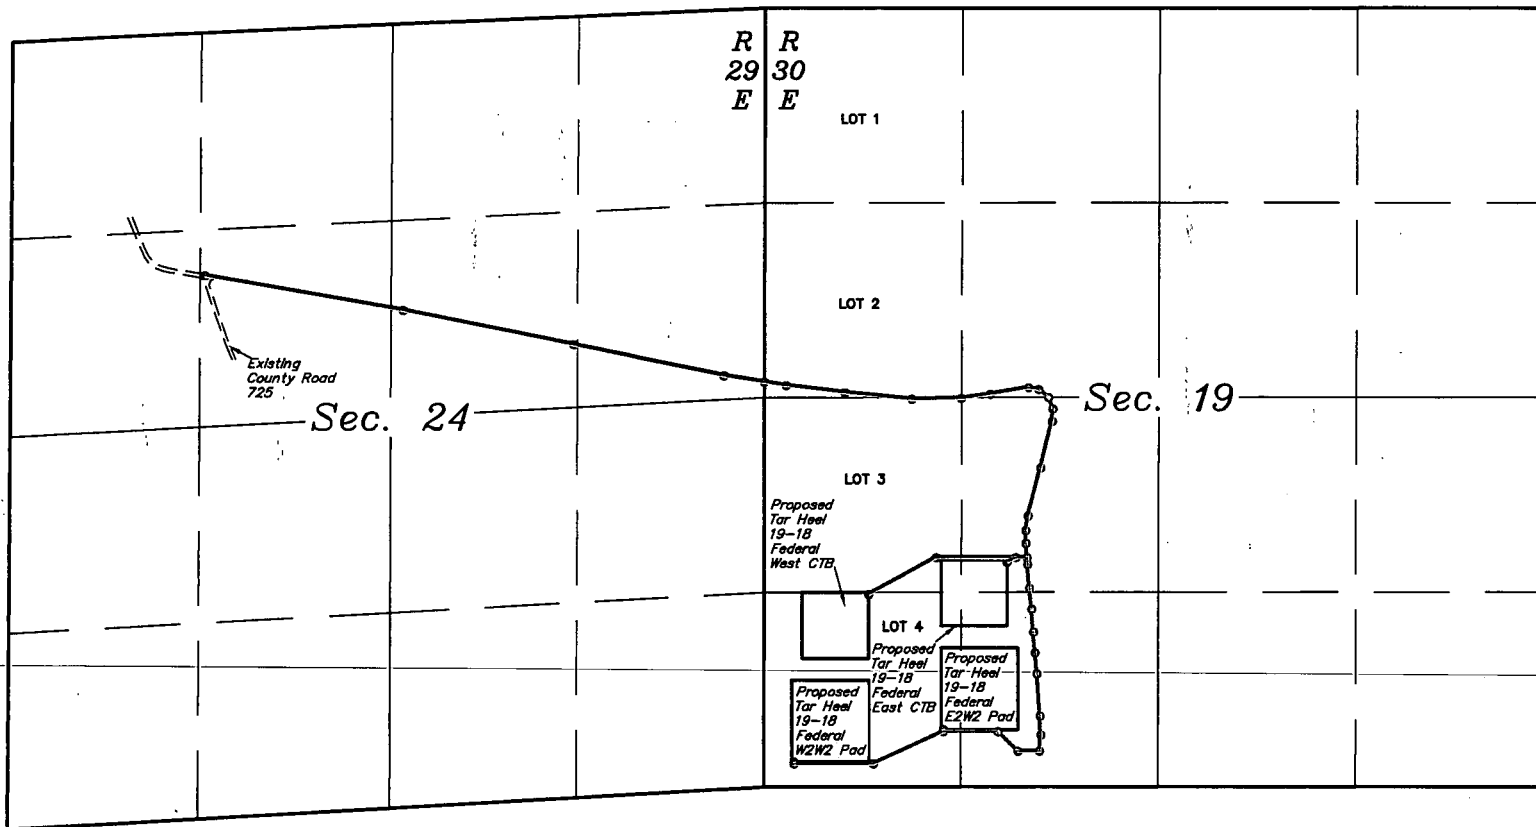 R R
29 30
E E
LOT 1
LOT 2
Existing
County Road
725
Sec. 24
Sec. 19
LOT 3
Proposed
Tar Heel
19-18
Federal
West CTB
LOT 4
Proposed
Tar Heel
19-18
Federal
East CTB
Proposed
Tar Heel
19-18
Federal
E2W2 Pad
Proposed
Tar Heel
19-18
Federal
W2W2 Pad